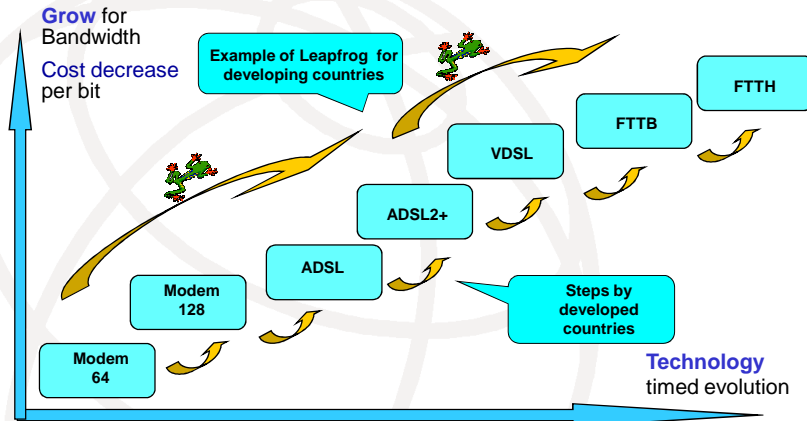 Grow for
Bandwidth
Cost decrease
per bit
Example of Leapfrog for
developing countries
FTTH
FTTB
VDSL
ADSL2+
ADSL
Modem
128
Modem
64
Steps by
developed
countries
Technology
timed evolution